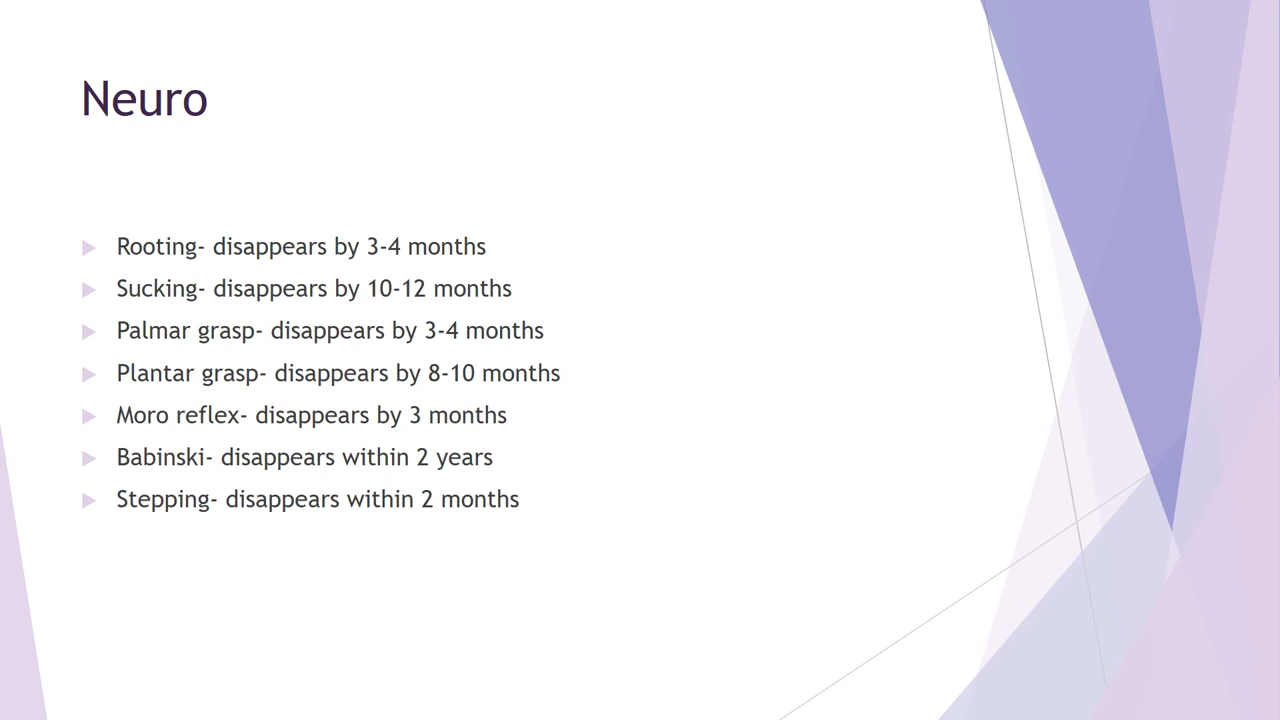 Neuro
Rooting- disappears by 3-4 months
Sucking- disappears by 10-12 months
Palmar grasp- disappears by 3-4 months
Plantar grasp- disappears by 8-10 months
Moro reflex- disappears by 3 months
Babinski- disappears within 2 years
Stepping- disappears within 2 months